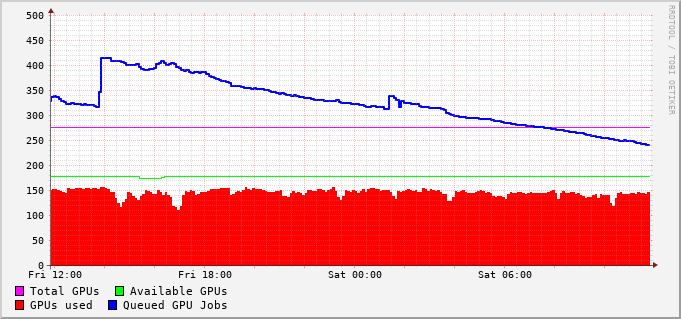 500
450
400
350
300
250
200
150
100
50
0
Fri 12:00 Fri 18:00 Sat 00:00 Sat 06:00
Total GPUs Available GPUs
GPUs used Queued GPU Jobs
RRDTOOL / TOBI OETIKER